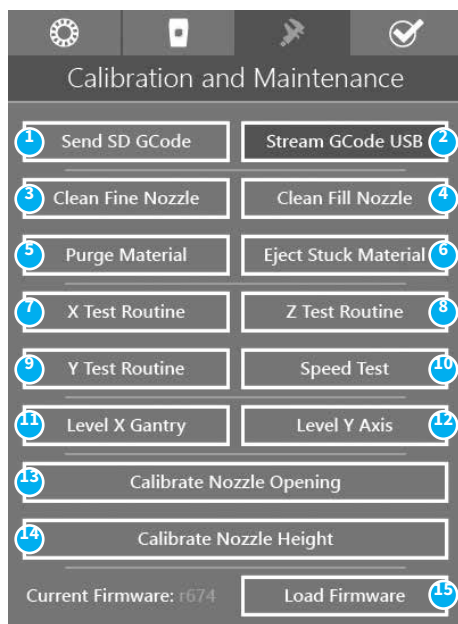 Calibration and Maintenance
1 Send SD GCode
Stream GCode USB 2
3 Clean Fine Nozzle
Clean Fill Nozzle 4
5 Purge Material
Eject Stuck Material 6
7 X Test Routine
Z Test Routine 8
9 Y Test Routine
Speed Test 10
11 Level X Gantry
Level Y Axis 12
13 Calibrate Nozzle Opening
14 Calibrate Nozzle Height
Current Firmware: r674
Load Firmware 15